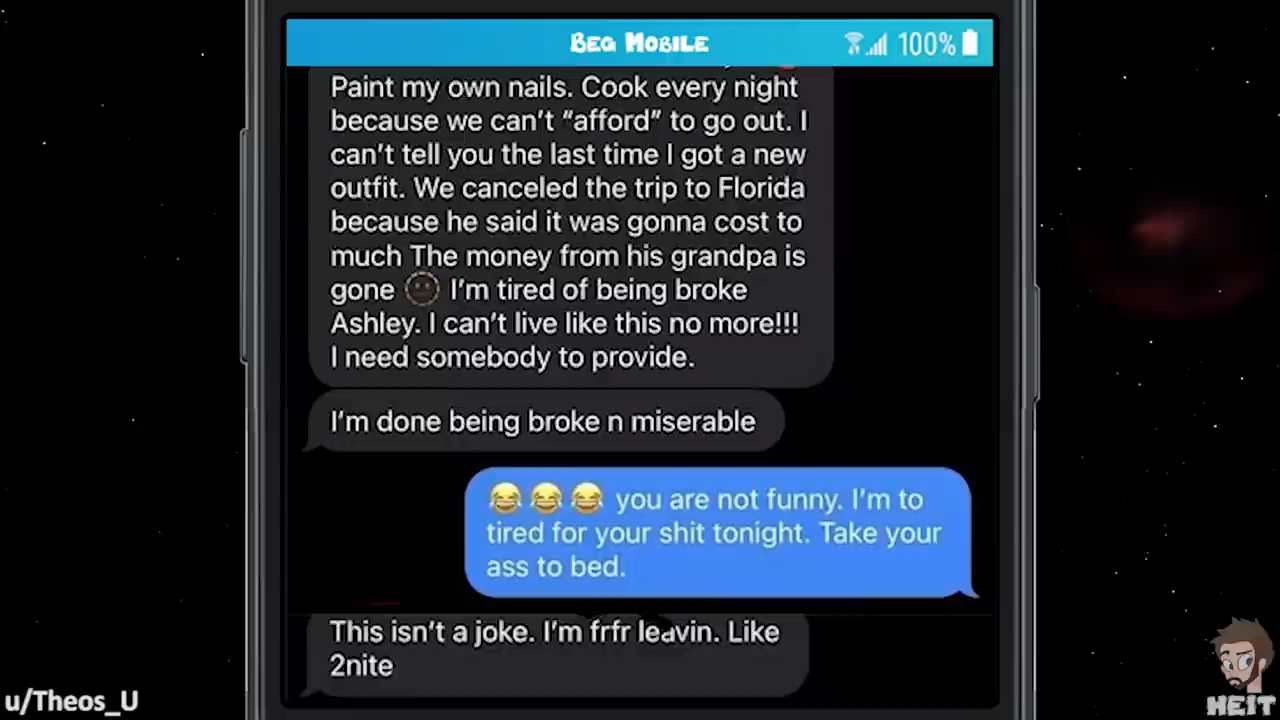 Beg Mobile
100%
Paint my own nails. Cook every night
because we can’t “afford” to go out. I
can’t tell you the last time I got a new
outfit. We canceled the trip to Florida
because he said it was gonna cost to
much The money from his grandpa is
gone I’m tired of being broke
Ashley. I can’t live like this no more!!!
I need somebody to provide.
I’m done being broke n miserable
😂😂😂 you are not funny. I’m to
tired for your shit tonight. Take your
ass to bed.
This isn’t a joke. I’m frfr leavin. Like
2nite
u/Theos_U
HEIT